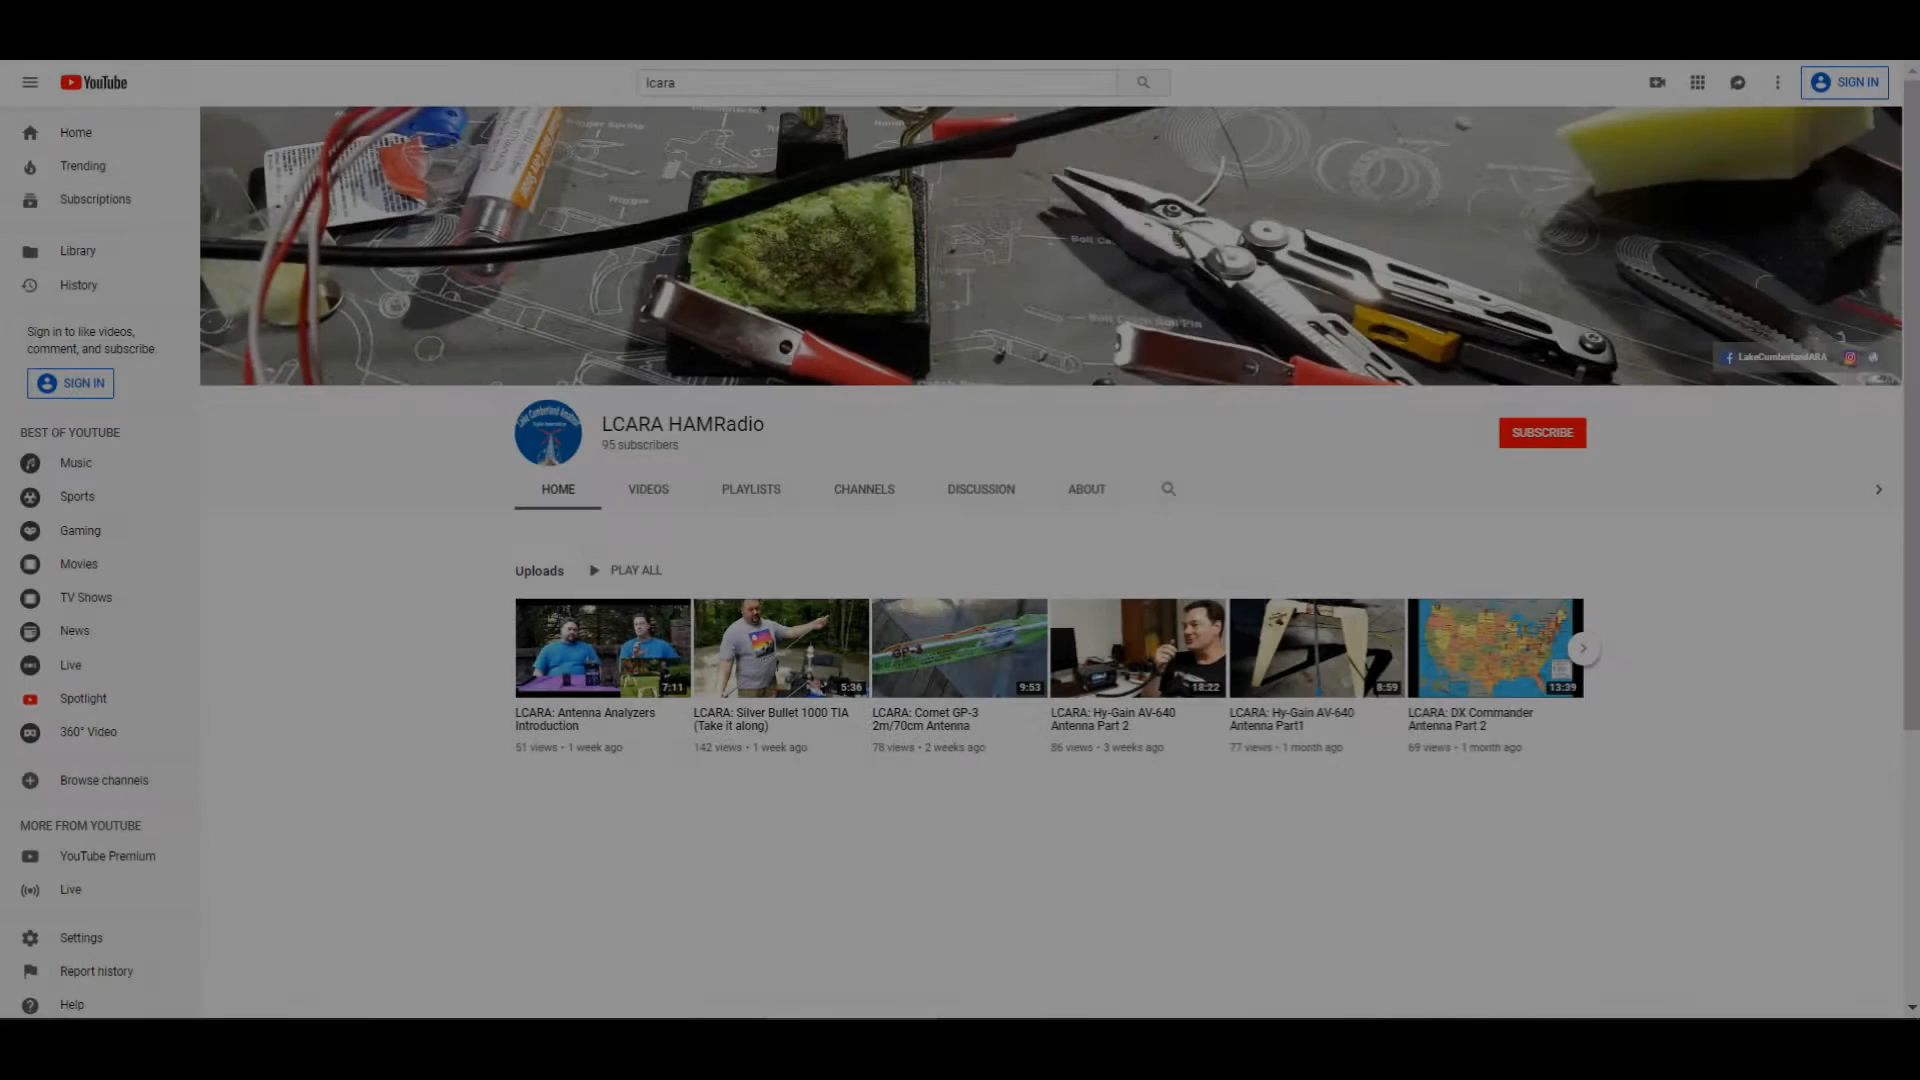 YouTube
lcara
SIGN IN
Home
Trending
Subscriptions
Library
History
Sign in to like videos,
comment, and subscribe.
SIGN IN
BEST OF YOUTUBE
Music
Sports
Gaming
Movies
TV Shows
News
Live
Spotlight
360° Video
Browse channels
MORE FROM YOUTUBE
YouTube Premium
Live
Settings
Report history
Help
Trigger
LakeCumberlandARA
LCARA HAMRadio
95 subscribers
SUBSCRIBE
HOME VIDEOS PLAYLISTS CHANNELS DISCUSSION ABOUT
Uploads PLAY ALL
7:11
LCARA: Antenna Analyzers
Introduction
51 views • 1 week ago
5:36
LCARA: Silver Bullet 1000 TIA
(Take it along)
142 views • 1 week ago
GP-3
9:53
LCARA: Comet GP-3
2m/70cm Antenna
78 views • 2 weeks ago
18:22
LCARA: Hy-Gain AV-640
Antenna Part 2
86 views • 3 weeks ago
8:59
LCARA: Hy-Gain AV-640
Antenna Part1
77 views • 1 month ago
13:39
LCARA: DX Commander
Antenna Part 2
69 views • 1 month ago